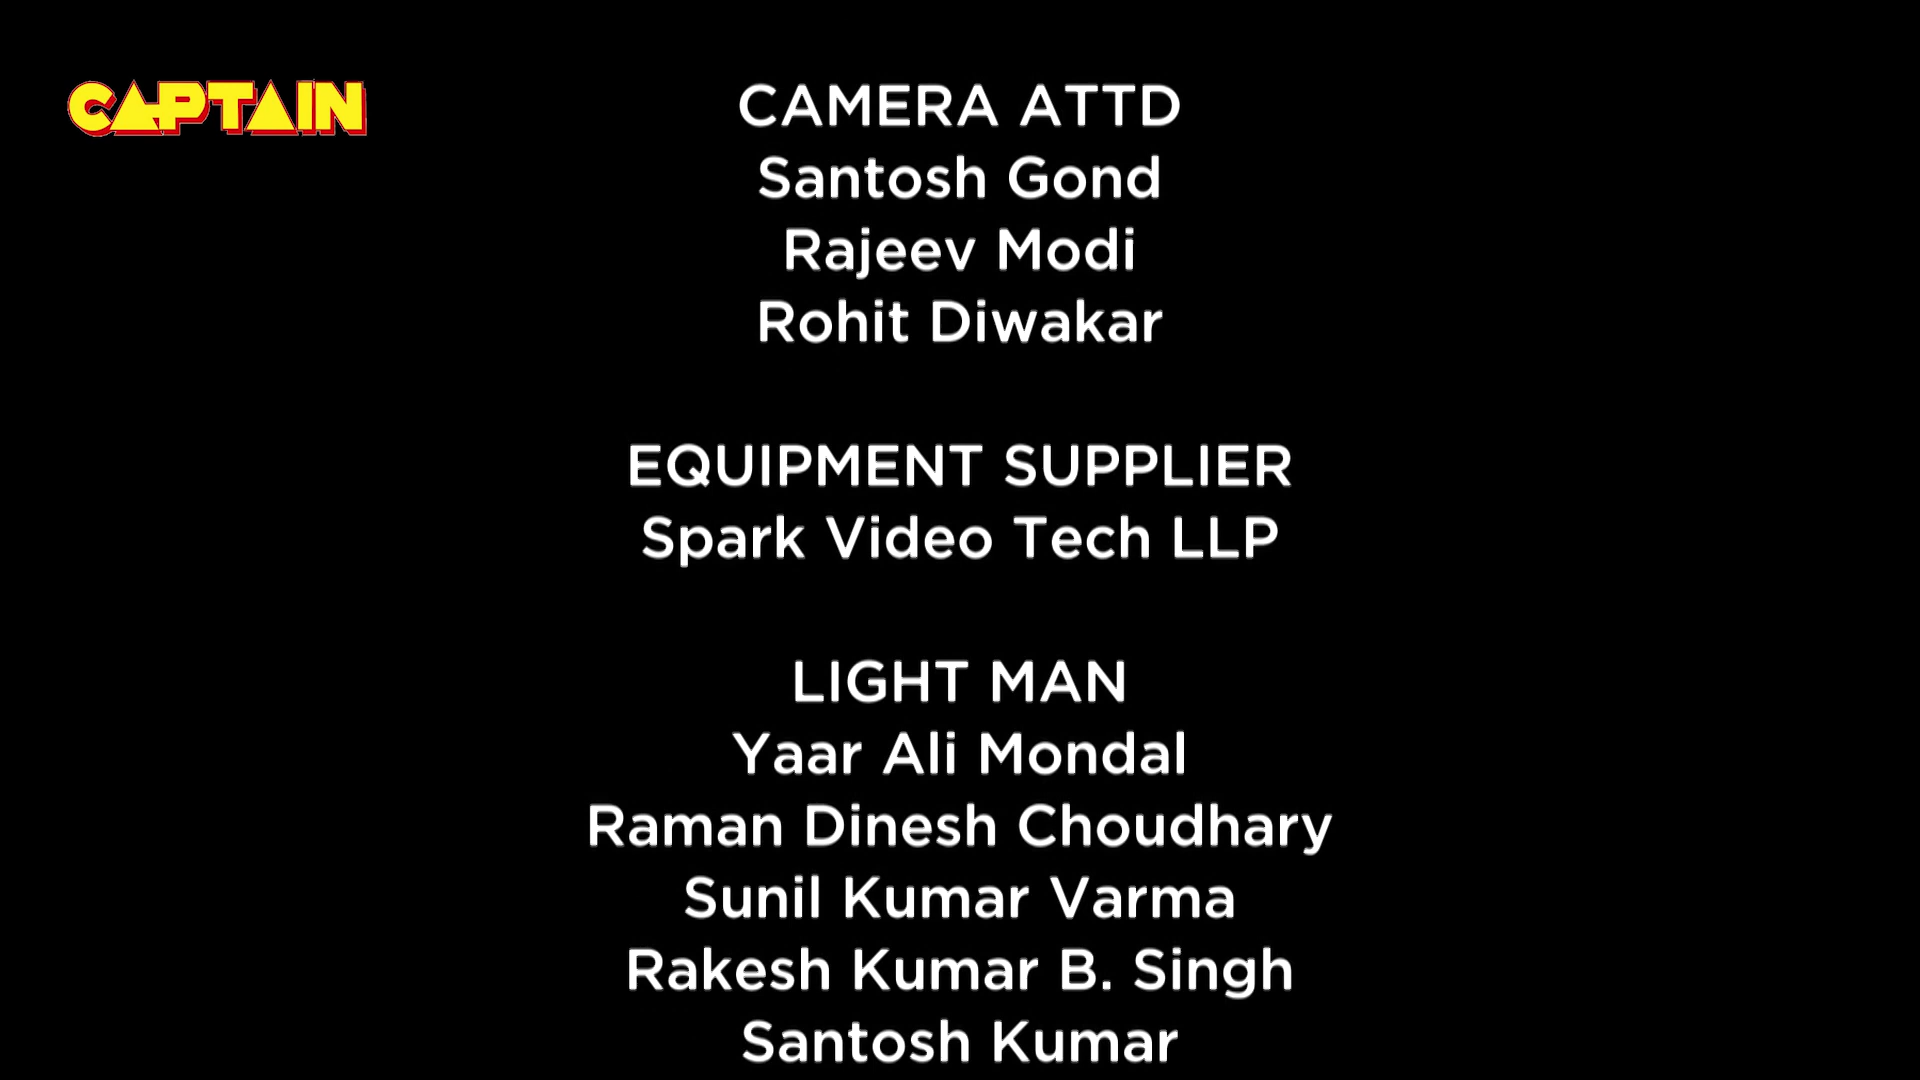 CAPTAIN
CAMERA ATTD
Santosh Gond
Rajeev Modi
Rohit Diwakar
EQUIPMENT SUPPLIER
Spark Video Tech LLP
LIGHT MAN
Yaar Ali Mondal
Raman Dinesh Choudhary
Sunil Kumar Varma
Rakesh Kumar B. Singh
Santosh Kumar